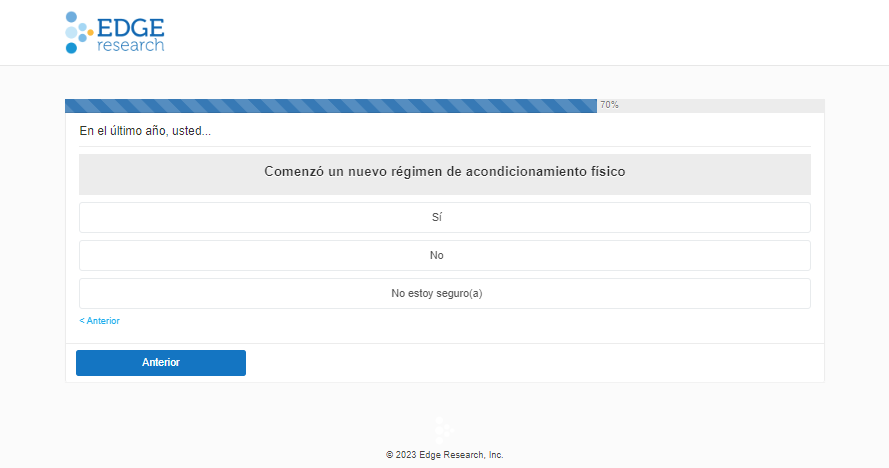 EDGE
research
70%
En el último año, usted...
Comenzó un nuevo régimen de acondicionamiento físico
Sí
No
No estoy seguro(a)
< Anterior
Anterior
© 2023 Edge Research, Inc.